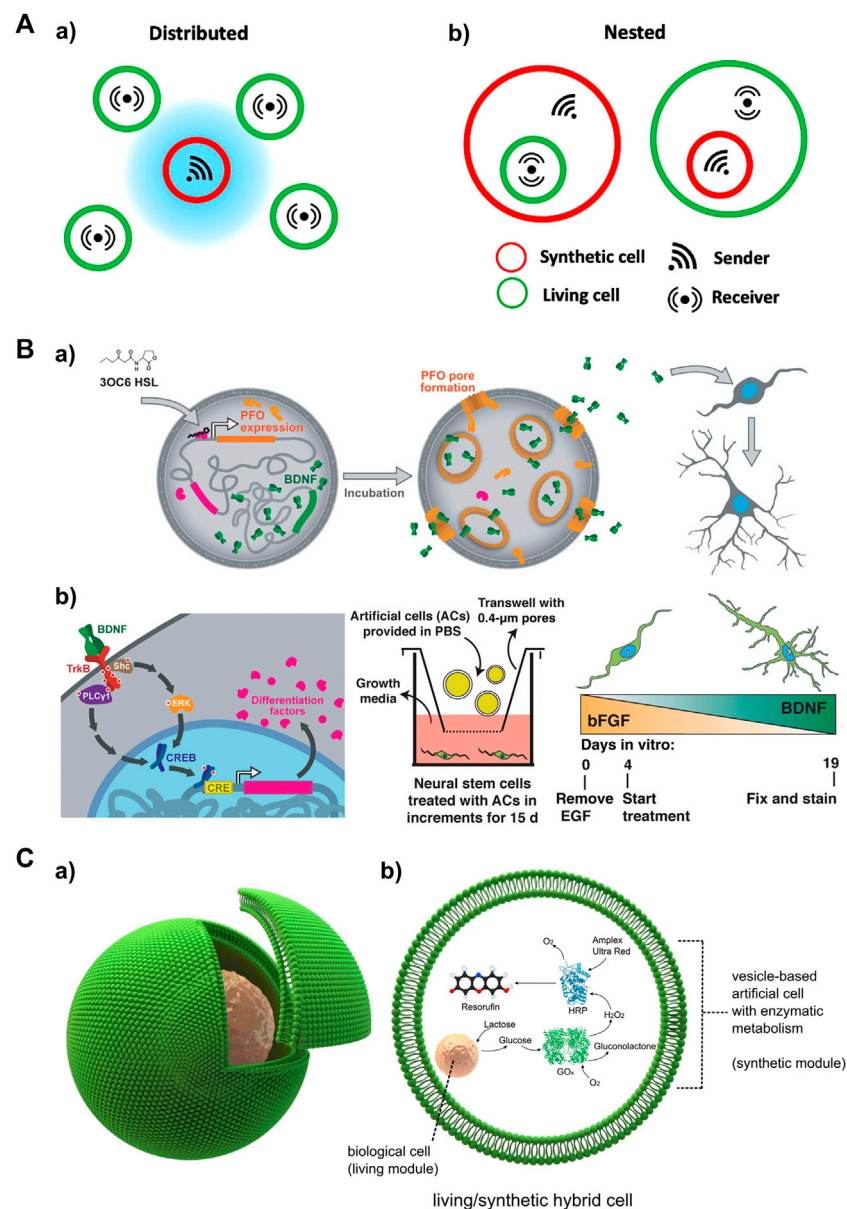 A
a)
Distributed
b)
Nested
Synthetic cell
Sender
Living cell
Receiver
B
a)
3OC6 HSL
PFO
expression
BDNF
Incubation
PFO pore
formation
b)
BDNF
TrkB
Shc
PLCγ1
ERK
CREB
CRE
Differentiation
factors
Artificial cells (ACs)
provided in PBS
Transwell with
0.4-µm pores
Growth
media
Neural stem cells
treated with ACs in
increments for 15 d
bFGF
BDNF
Days in vitro:
0
4
19
Remove
EGF
Start
treatment
Fix and stain
C
a)
b)
O2
Amplex
Ultra Red
Resorufin
HRP
H2O2
Lactose
Glucose
Gluconolactone
GOx
O2
vesicle-based
artificial cell
with enzymatic
metabolism
(synthetic module)
biological cell
(living module)
living/synthetic hybrid cell